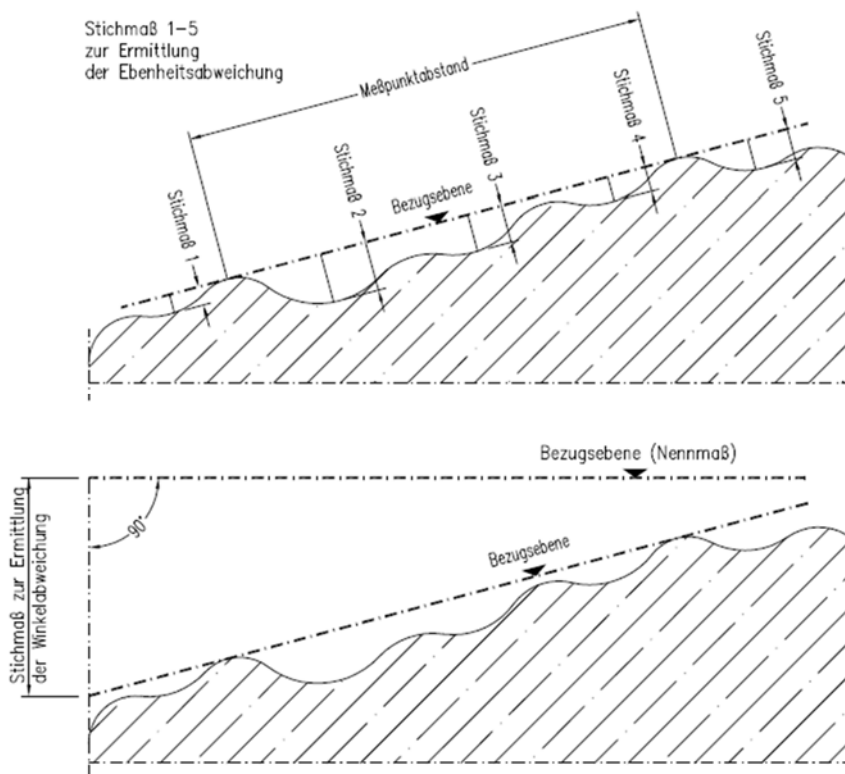 Stichmaß 1-5
zur Ermittlung
der Ebenheitsabweichung
Meßpunktabstand
Stichmaß 1
Stichmaß 2
Bezugsebene
Stichmaß 3
Stichmaß 4
Stichmaß 5
Bezugsebene (Nennmaß)
90°
Stichmaß zur Ermittlung
der Winkelabweichung
Bezugsebene